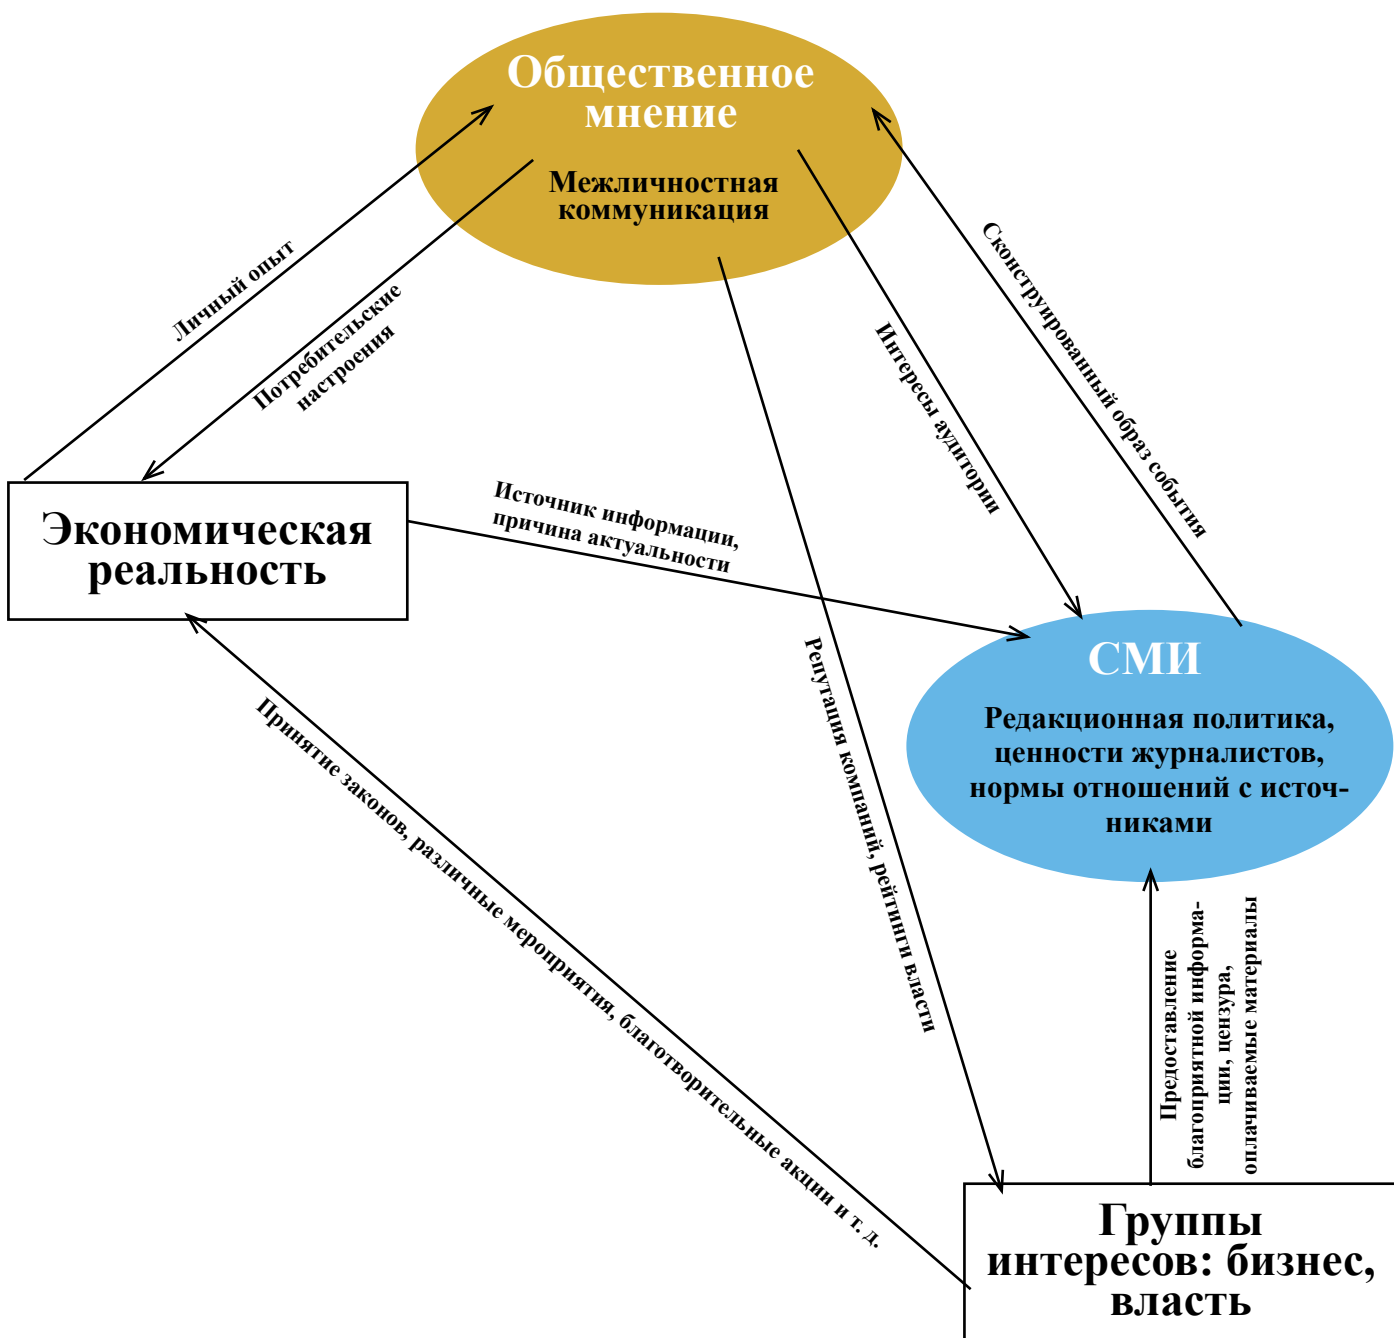 Общественное
мнение
Межличностная
коммуникация
Личный опыт
Потребительские
настроения
Интересы аудитории
Сконструированный образ события
Экономическая
реальность
Источник информации,
причина актуальности
СМИ
Редакционная политика,
ценности журналистов,
нормы отношений с источ-
никами
Репутация компаний, рейтинги власти
Принятие законов, различные мероприятия, благотворительные акции и т. д.
Предоставление
благоприятной информа-
ции, цензура,
оплачиваемые материалы
Группы
интересов: бизнес,
власть